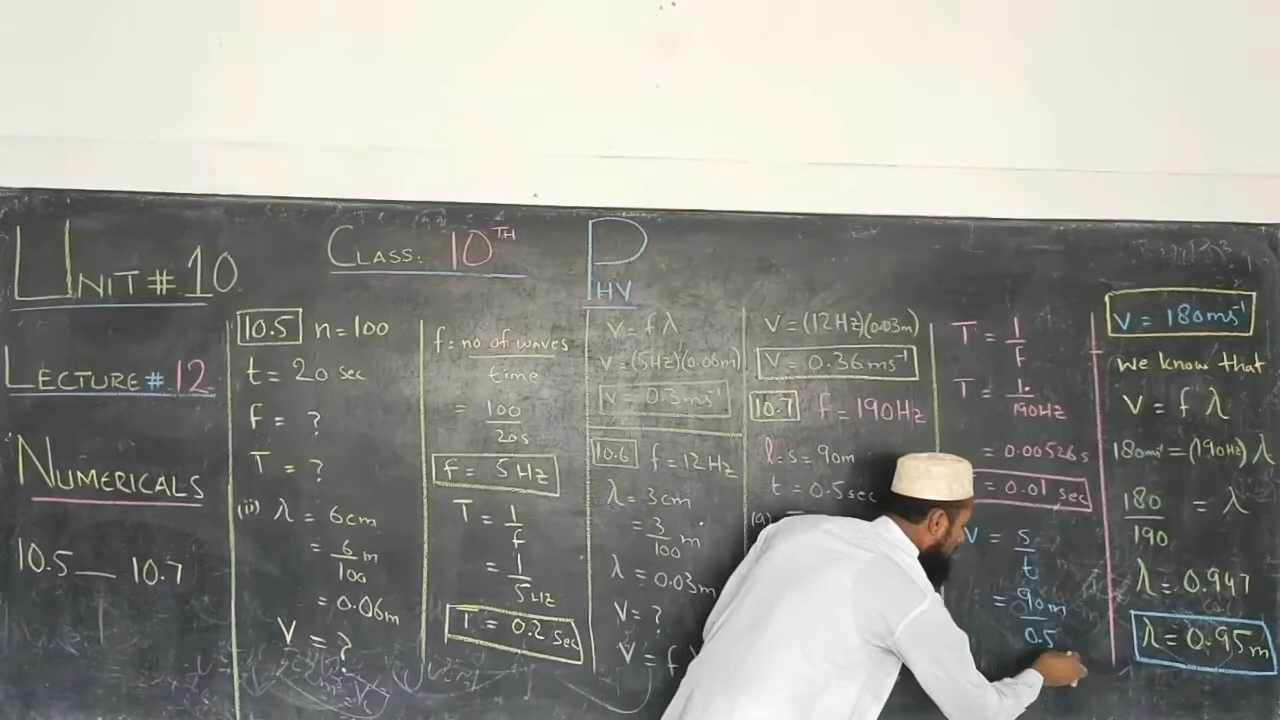 UNIT # 10
CLASS: 10TH
PHY
LECTURE # 12
NUMERICALS
10.5 — 10.7
10.5 n = 100
t = 20 sec
f = ?
T = ?
(ii) λ = 6cm
= 6/100 m
= 0.06m
V = ?
f = no of waves
time
= 100/20s
f = 5 Hz
T = 1/f
= 1/5Hz
T = 0.2 sec
V = f λ
V = (5Hz)(0.06m)
V = 0.3 ms⁻¹
10.6 f = 12Hz
λ = 3cm
= 3/100 m
λ = 0.03m
V = ?
V = f
V = (12Hz)(0.03m)
V = 0.36ms⁻¹
10.7 f = 190Hz
l = s = 90m
t = 0.5 sec
(a)
T = 1/f
T = 1/190Hz
= 0.00526s
= 0.01 sec
V = s/t
= 90m/0.5
V = 180ms⁻¹
We know that
V = f λ
180ms⁻¹ = (190Hz) λ
180/190 = λ
λ = 0.947
λ = 0.95m